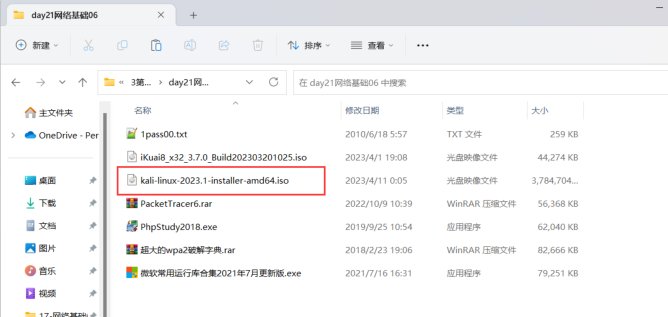 day21网络基础06
新建 排序 查看
3第... day21网... 在 day21网络基础06 中搜索
主文件夹
OneDrive - Per
桌面
下载
文档
图片
音乐
视频
名称 修改日期 类型 大小
1pass00.txt 2010/6/18 5:57 TXT 文件 259 KB
iKuai8_x32_3.7.0_Build202303201025.iso 2023/4/1 19:08 光盘映像文件 44,274 KB
kali-linux-2023.1-installer-amd64.iso 2023/4/11 0:05 光盘映像文件 3,784,704...
PacketTracer6.rar 2022/10/9 10:39 WinRAR 压缩文件 56,368 KB
PhpStudy2018.exe 2019/9/25 10:54 应用程序 62,040 KB
超大的wpa2破解字典.rar 2018/2/23 19:06 WinRAR 压缩文件 82,666 KB
微软常用运行库合集2021年7月更新版.exe 2021/7/16 16:31 应用程序 79,251 KB